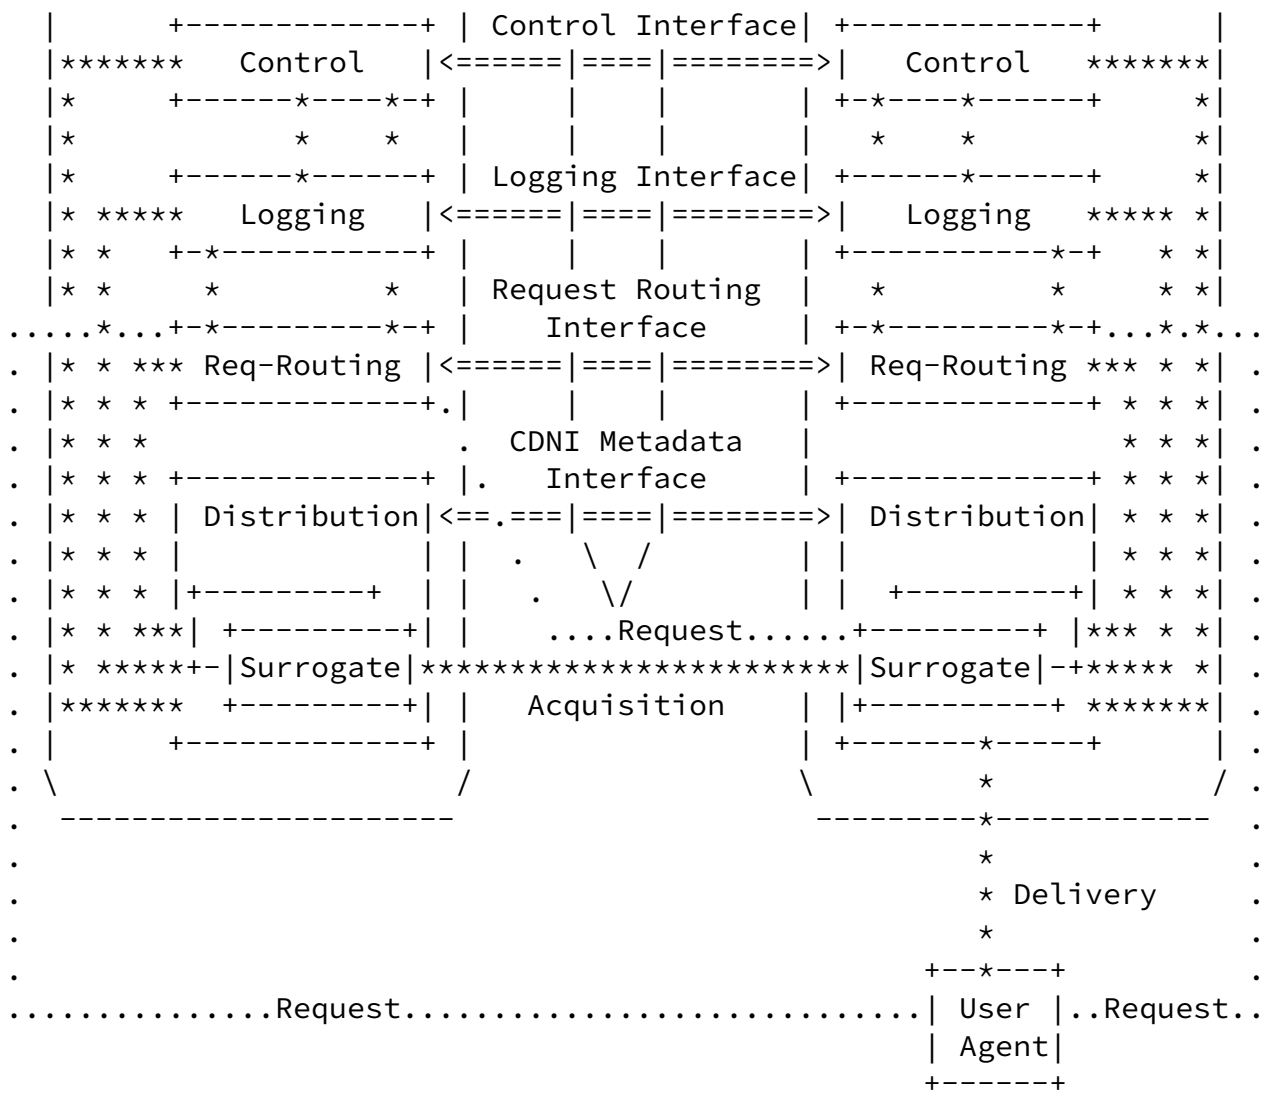 Control Interface
Control Control
Logging Interface
Logging Logging
Request Routing
Interface
Req-Routing Req-Routing
CDNI Metadata
Interface
Distribution Distribution
Request
Surrogate Surrogate
Acquisition
Delivery
Request User Request
Agent